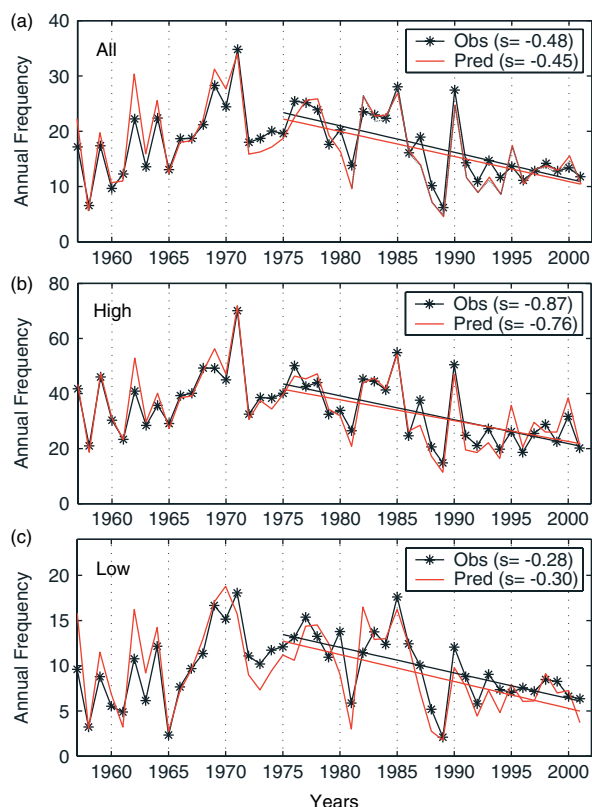 (a)
All
Obs (s= -0.48)
Pred (s= -0.45)
Annual Frequency
40
30
20
10
0
1960 1965 1970 1975 1980 1985 1990 1995 2000
(b)
High
Obs (s= -0.87)
Pred (s= -0.76)
Annual Frequency
80
60
40
20
0
1960 1965 1970 1975 1980 1985 1990 1995 2000
(c)
Low
Obs (s= -0.28)
Pred (s= -0.30)
Annual Frequency
20
15
10
5
0
1960 1965 1970 1975 1980 1985 1990 1995 2000
Years